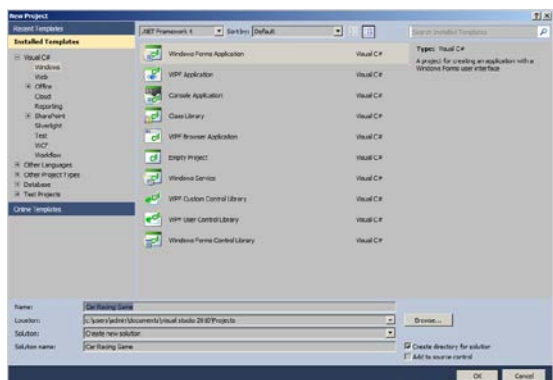 New Project
Recent Templates
Installed Templates
Visual C#
Windows
Web
Office
Cloud
Reporting
SharePoint
Silverlight
Test
WCF
Workflow
Other Languages
Other Project Types
Database
Test Projects
Online Templates
.NET Framework 4
Sort by: Default
Windows Forms Application Visual C#
WPF Application Visual C#
Console Application Visual C#
Class Library Visual C#
WPF Browser Application Visual C#
Empty Project Visual C#
Windows Service Visual C#
WPF Custom Control Library Visual C#
WPF User Control Library Visual C#
Windows Forms Control Library Visual C#
Search Installed Templates
Type: Visual C#
A project for creating an application with a
Windows Forms user interface
Name: Car Racing Game
Location: c:\users\admin\documents\visual studio 2010\Projects
Browse...
Solution: Create new solution
Solution name: Car Racing Game
Create directory for solution
Add to source control
OK Cancel